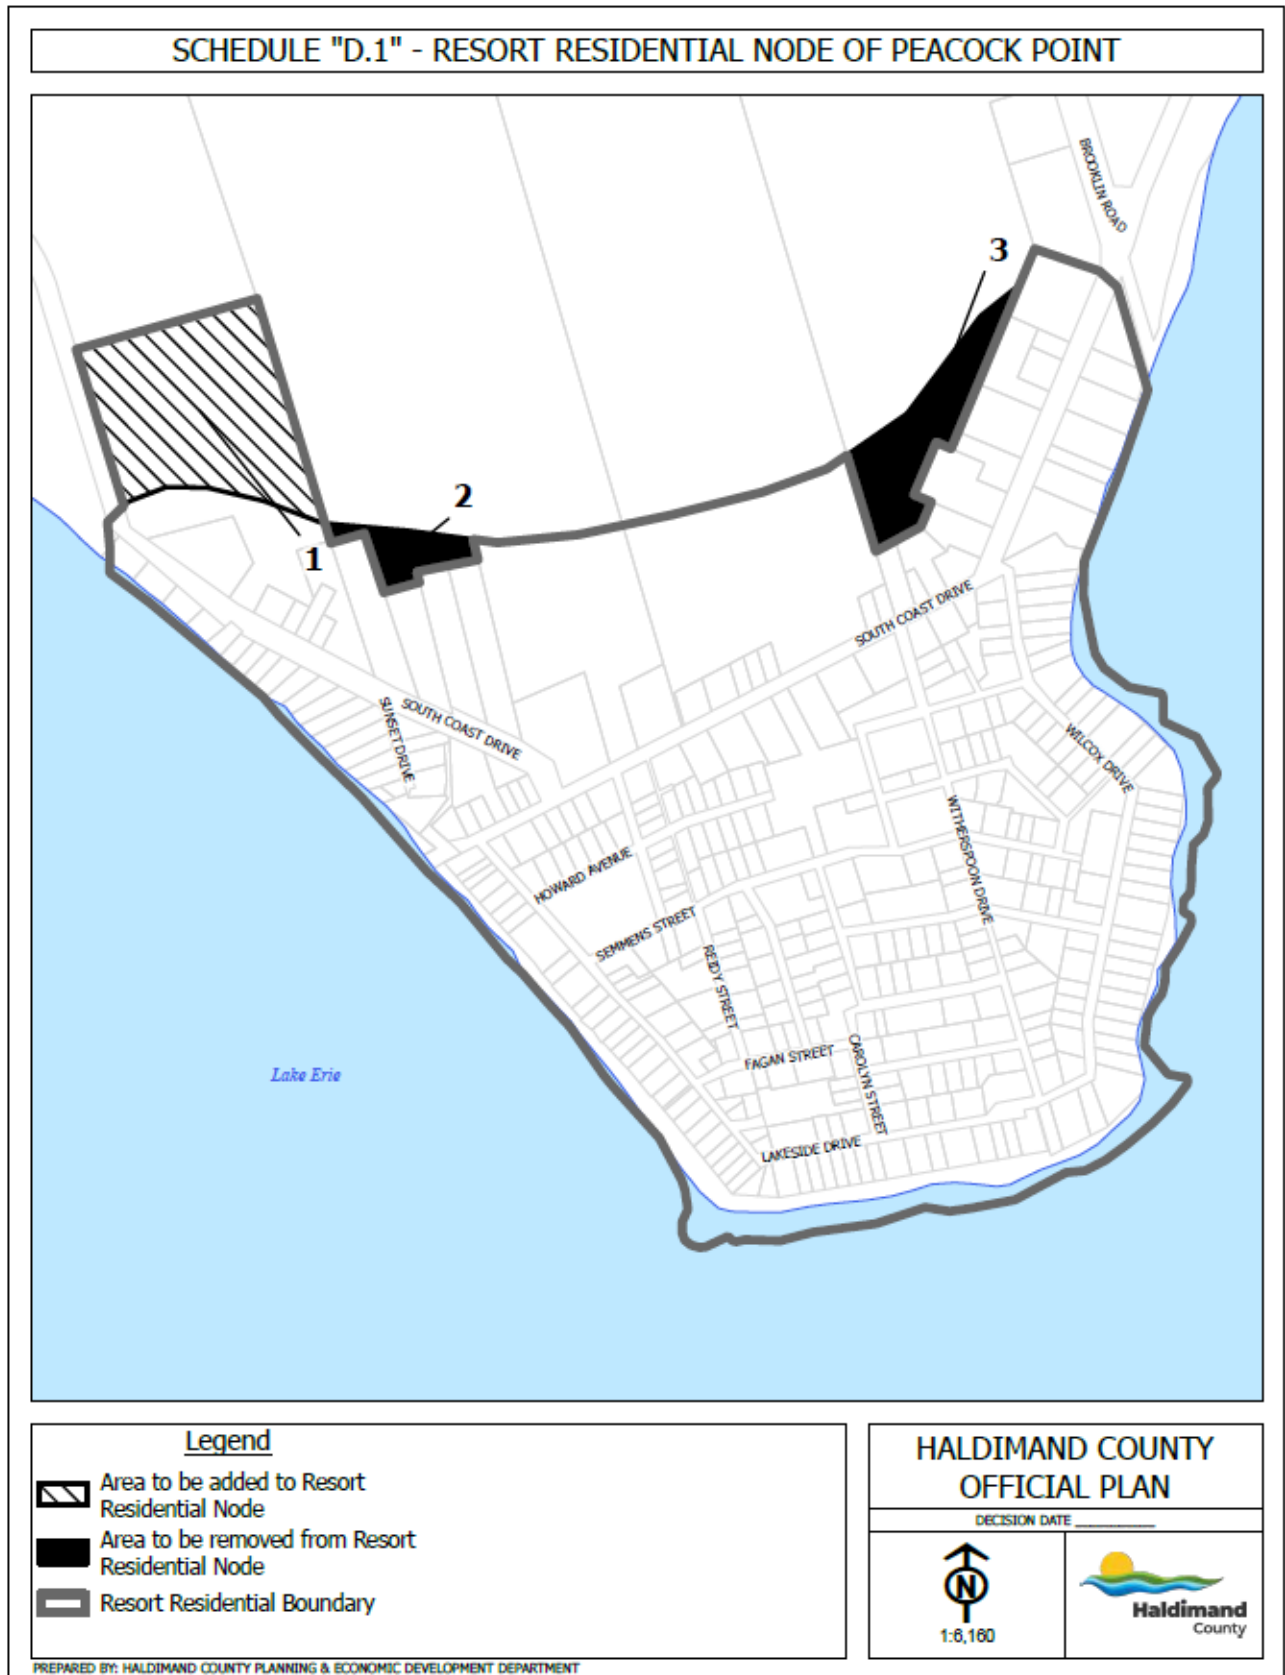 SCHEDULE "D.1" - RESORT RESIDENTIAL NODE OF PEACOCK POINT
BROOKLIN ROAD
3
2
1
SOUTH COAST DRIVE
SUNSET DRIVE
SOUTH COAST DRIVE
WILCOX DRIVE
WITHERSPOON DRIVE
HOWARD AVENUE
SEMMENS STREET
REIDY STREET
FAGAN STREET
CAROLYN STREET
LAKESIDE DRIVE
Lake Erie
Legend
Area to be added to Resort
Residential Node
Area to be removed from Resort
Residential Node
Resort Residential Boundary
HALDIMAND COUNTY
OFFICIAL PLAN
DECISION DATE ___________
N
1:6,160
Haldimand
County
PREPARED BY: HALDIMAND COUNTY PLANNING & ECONOMIC DEVELOPMENT DEPARTMENT